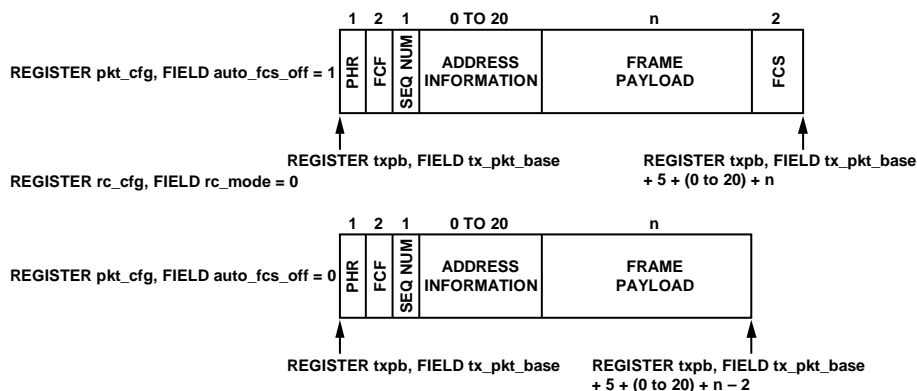 1 2 1 0 TO 20 n 2
REGISTER pkt_cfg, FIELD auto_fcs_off = 1
PHR
FCF
SEQ NUM
ADDRESS
INFORMATION
FRAME
PAYLOAD
FCS
REGISTER txpb, FIELD tx_pkt_base
REGISTER txpb, FIELD tx_pkt_base
+ 5 + (0 to 20) + n
REGISTER rc_cfg, FIELD rc_mode = 0
1 2 1 0 TO 20 n
REGISTER pkt_cfg, FIELD auto_fcs_off = 0
PHR
FCF
SEQ NUM
ADDRESS
INFORMATION
FRAME
PAYLOAD
REGISTER txpb, FIELD tx_pkt_base
REGISTER txpb, FIELD tx_pkt_base
+ 5 + (0 to 20) + n – 2